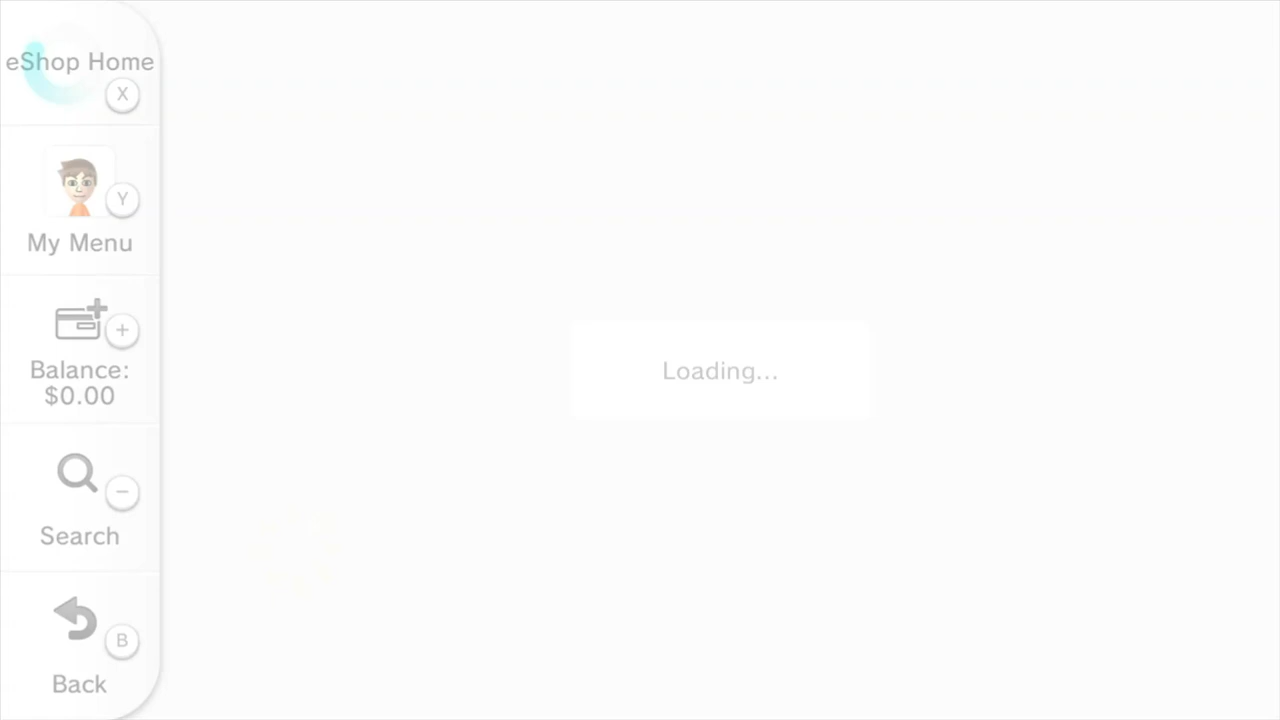 eShop Home
X
Y
My Menu
+
Balance:
$0.00
Loading...
−
Search
B
Back